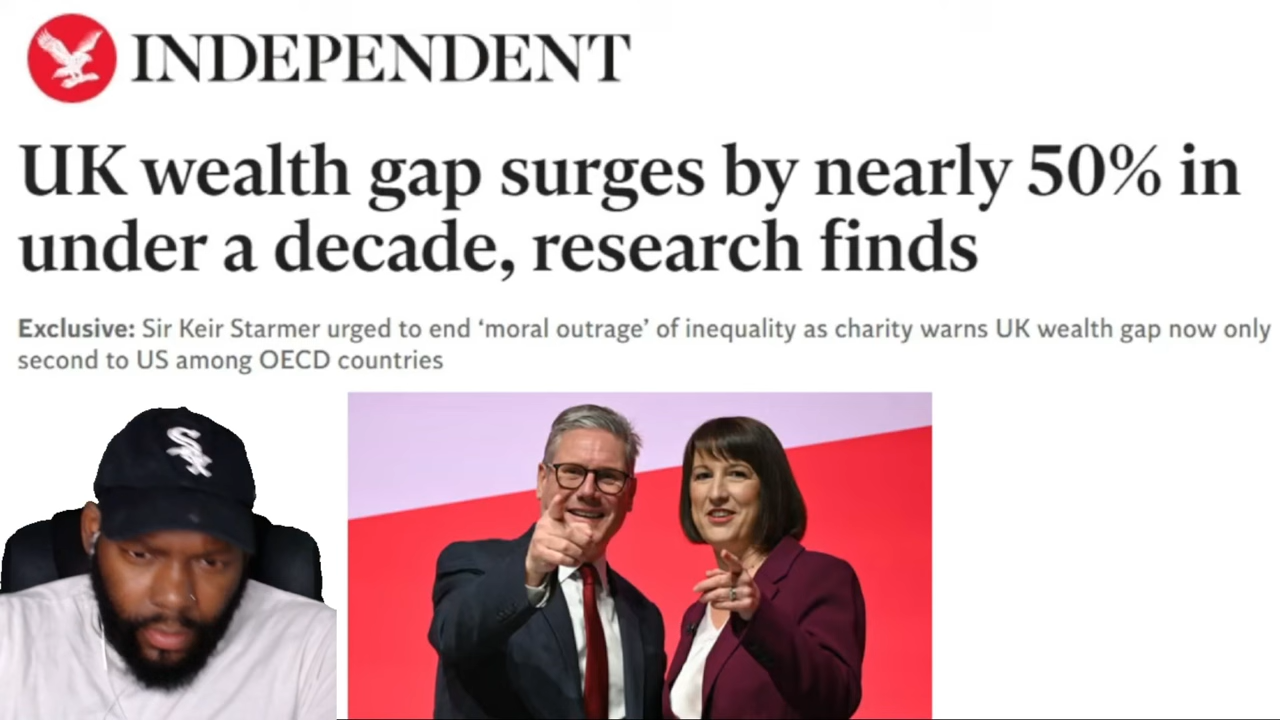 INDEPENDENT
UK wealth gap surges by nearly 50% in
under a decade, research finds
Exclusive: Sir Keir Starmer urged to end ‘moral outrage’ of inequality as charity warns UK wealth gap now only
second to US among OECD countries
SOX